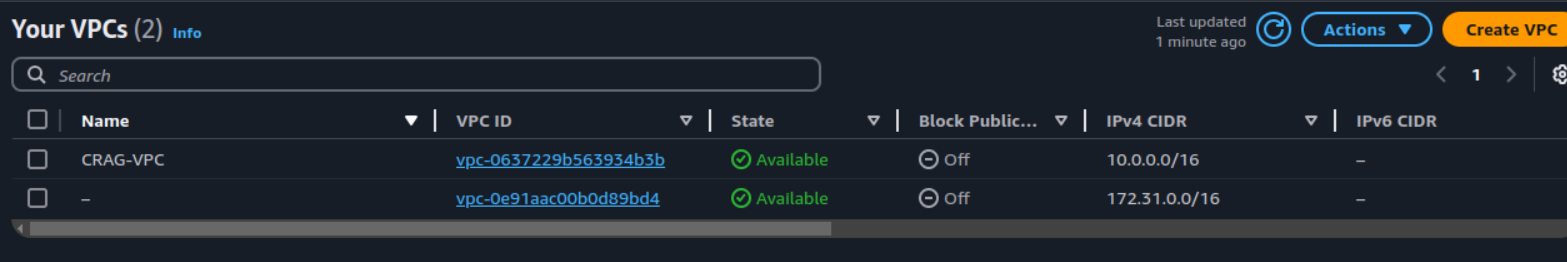 Your VPCs (2) Info
Last updated
1 minute ago
Actions
Create VPC
Search
1
Name VPC ID State Block Public... IPv4 CIDR IPv6 CIDR
CRAG-VPC vpc-0637229b563934b3b Available Off 10.0.0.0/16 –
– vpc-0e91aac00b0d89bd4 Available Off 172.31.0.0/16 –